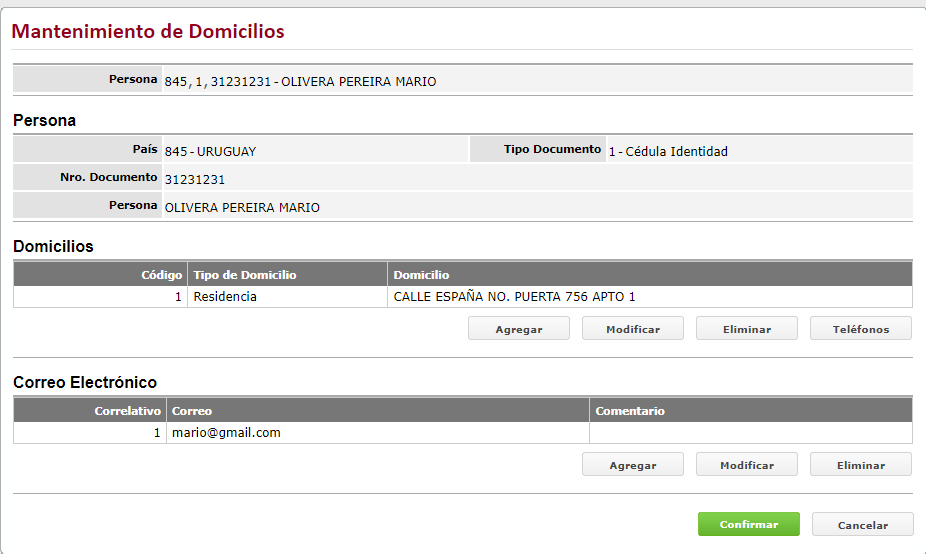 Mantenimiento de Domicilios
Persona 845, 1, 31231231 - OLIVERA PEREIRA MARIO
Persona
País 845 - URUGUAY Tipo Documento 1 - Cédula Identidad
Nro. Documento 31231231
Persona OLIVERA PEREIRA MARIO
Domicilios
Código Tipo de Domicilio Domicilio
1 Residencia CALLE ESPAÑA NO. PUERTA 756 APTO 1
Agregar Modificar Eliminar Teléfonos
Correo Electrónico
Correlativo Correo Comentario
1 mario@gmail.com
Agregar Modificar Eliminar
Confirmar Cancelar